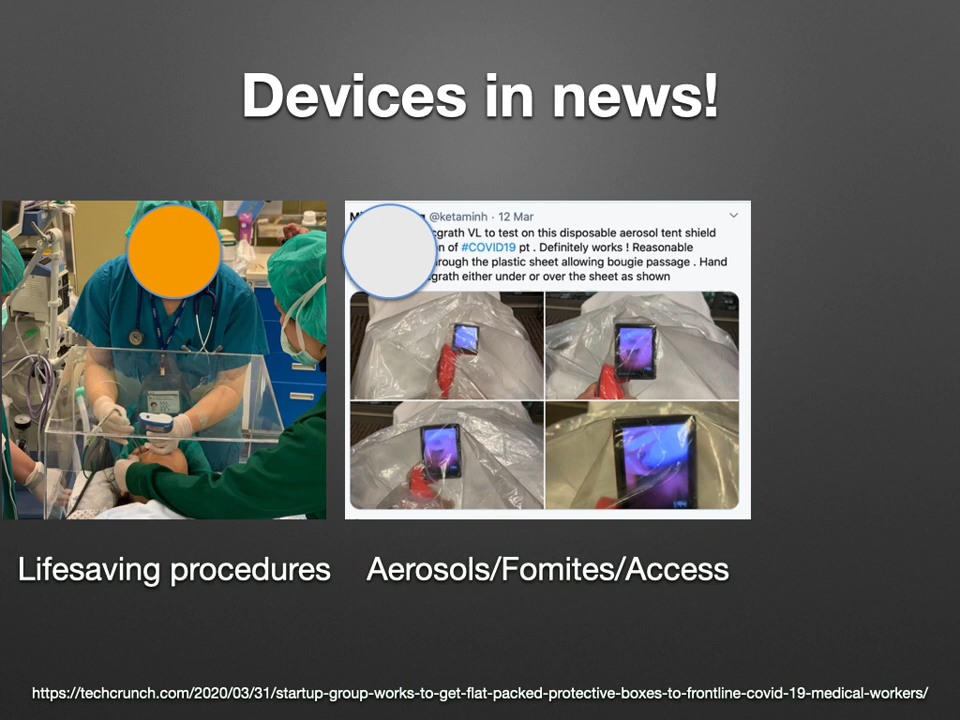 Devices in news!
@ketaminh · 12 Mar
cgrath VL to test on this disposable aerosol tent shield
n of #COVID19 pt . Definitely works ! Reasonable
rough the plastic sheet allowing bougie passage . Hand
grath either under or over the sheet as shown
Lifesaving procedures
Aerosols/Fomites/Access
https://techcrunch.com/2020/03/31/startup-group-works-to-get-flat-packed-protective-boxes-to-frontline-covid-19-medical-workers/